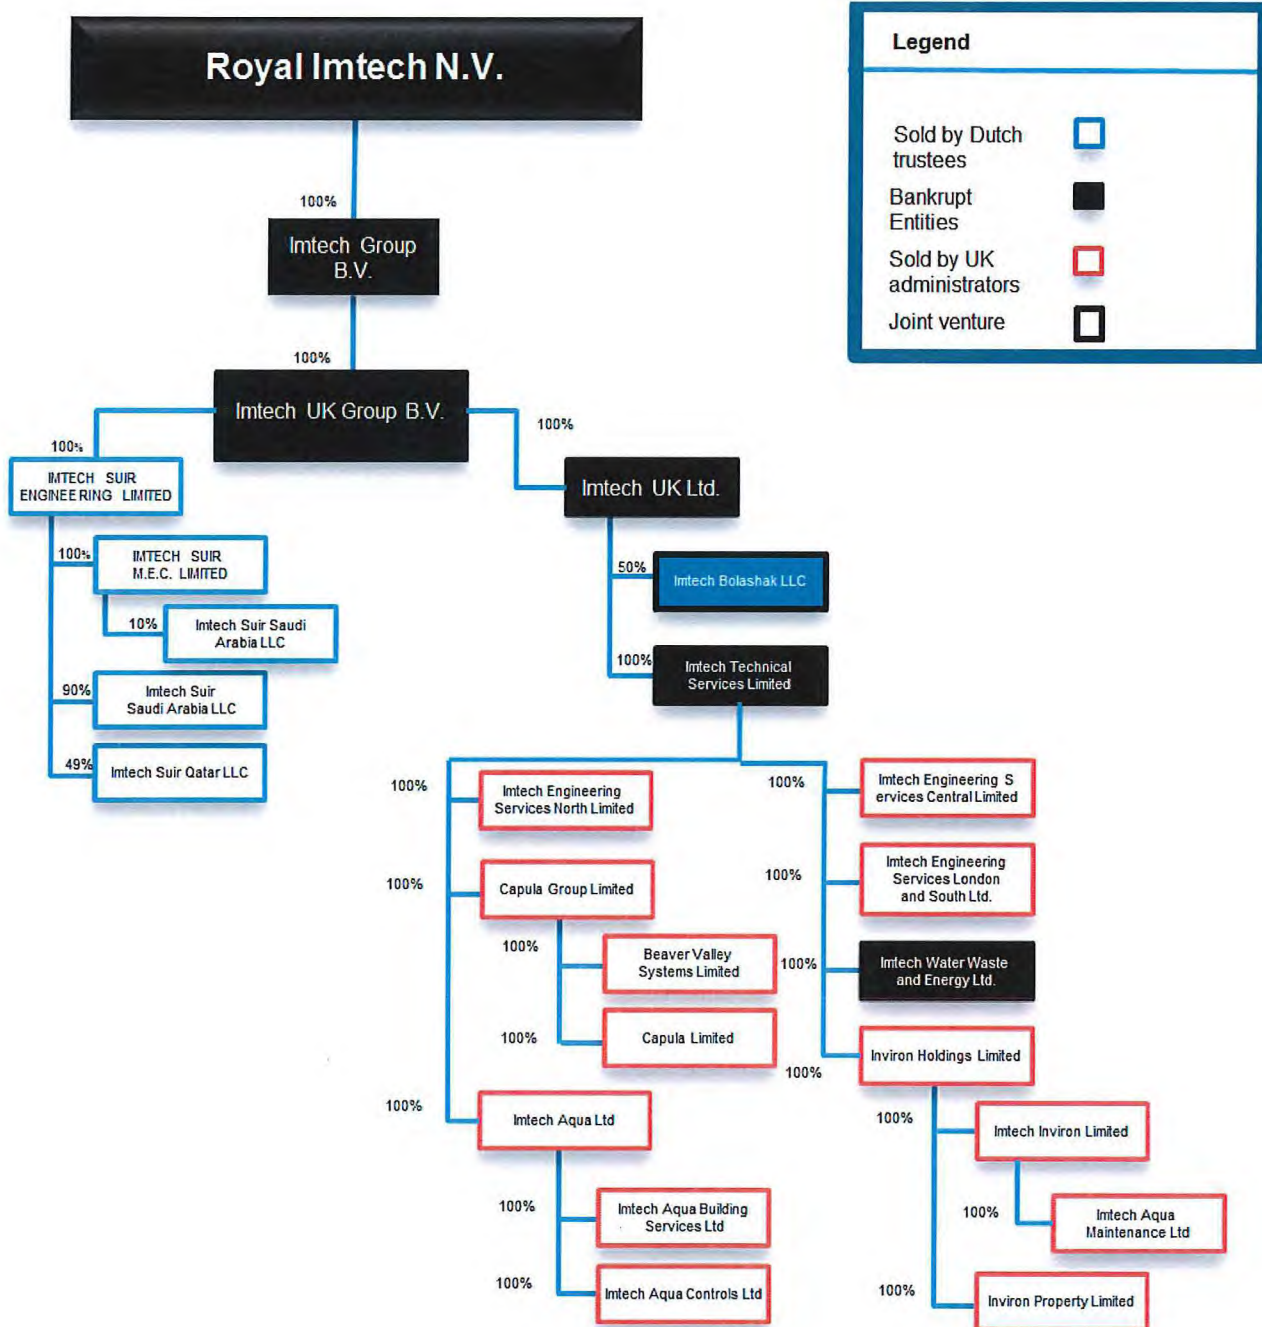 Royal Imtech N.V.
Legend
Sold by Dutch
trustees
Bankrupt
Entities
Sold by UK
administrators
Joint venture
100%
Imtech Group
B.V.
100%
Imtech UK Group B.V.
100%
100%
IMTECH SUIR
ENGINEERING LIMITED
Imtech UK Ltd.
100%
IMTECH SUIR
M.E.C. LIMITED
50%
Imtech Bolashak LLC
10%
Imtech Suir Saudi
Arabia LLC
100%
Imtech Technical
Services Limited
90%
Imtech Suir
Saudi Arabia LLC
49%
Imtech Suir Qatar LLC
100%
Imtech Engineering
Services North Limited
100%
Imtech Engineering S
ervices Central Limited
100%
Capula Group Limited
100%
Imtech Engineering
Services London
and South Ltd.
100%
Beaver Valley
Systems Limited
100%
Imtech Water Waste
and Energy Ltd.
100%
Capula Limited
100%
Inviron Holdings Limited
100%
Imtech Aqua Ltd
100%
Imtech Inviron Limited
100%
Imtech Aqua Building
Services Ltd
100%
Imtech Aqua
Maintenance Ltd
100%
Imtech Aqua Controls Ltd
100%
Inviron Property Limited